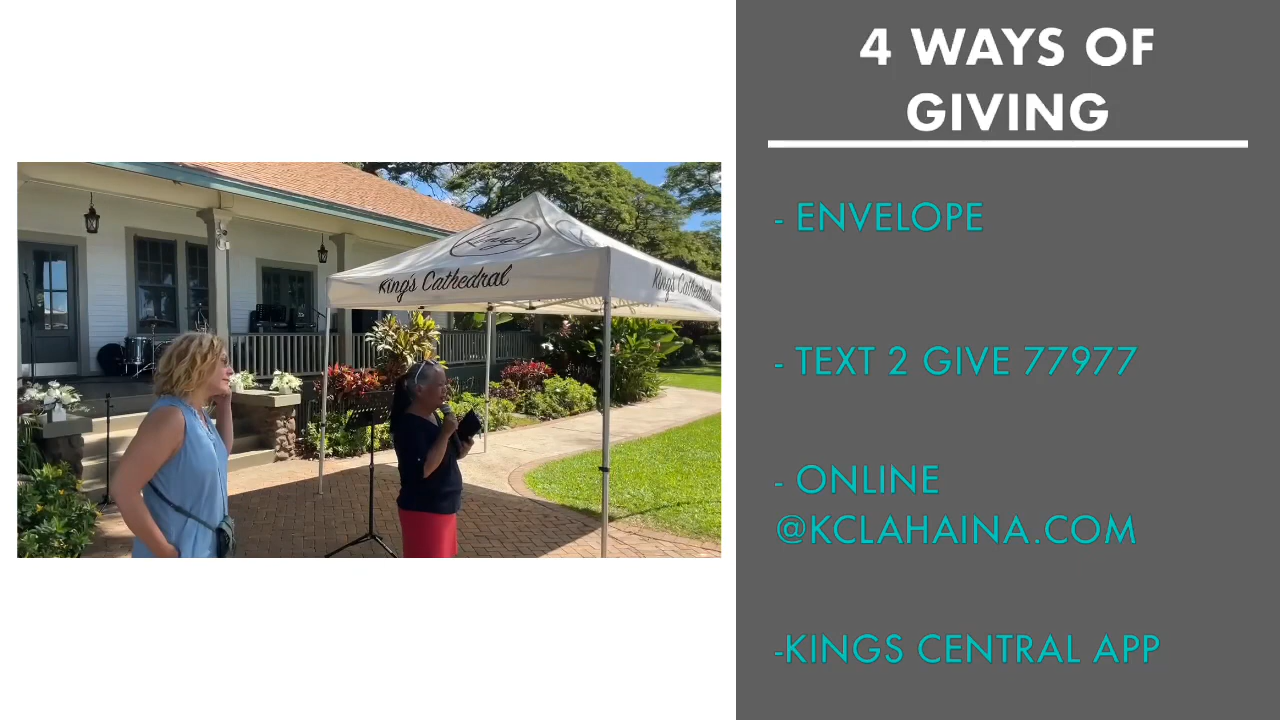 4 WAYS OF
GIVING
- ENVELOPE
- TEXT 2 GIVE 77977
- ONLINE
@KCLAHAINA.COM
-KINGS CENTRAL APP
Kings
King's Cathedral
King's Cathedral